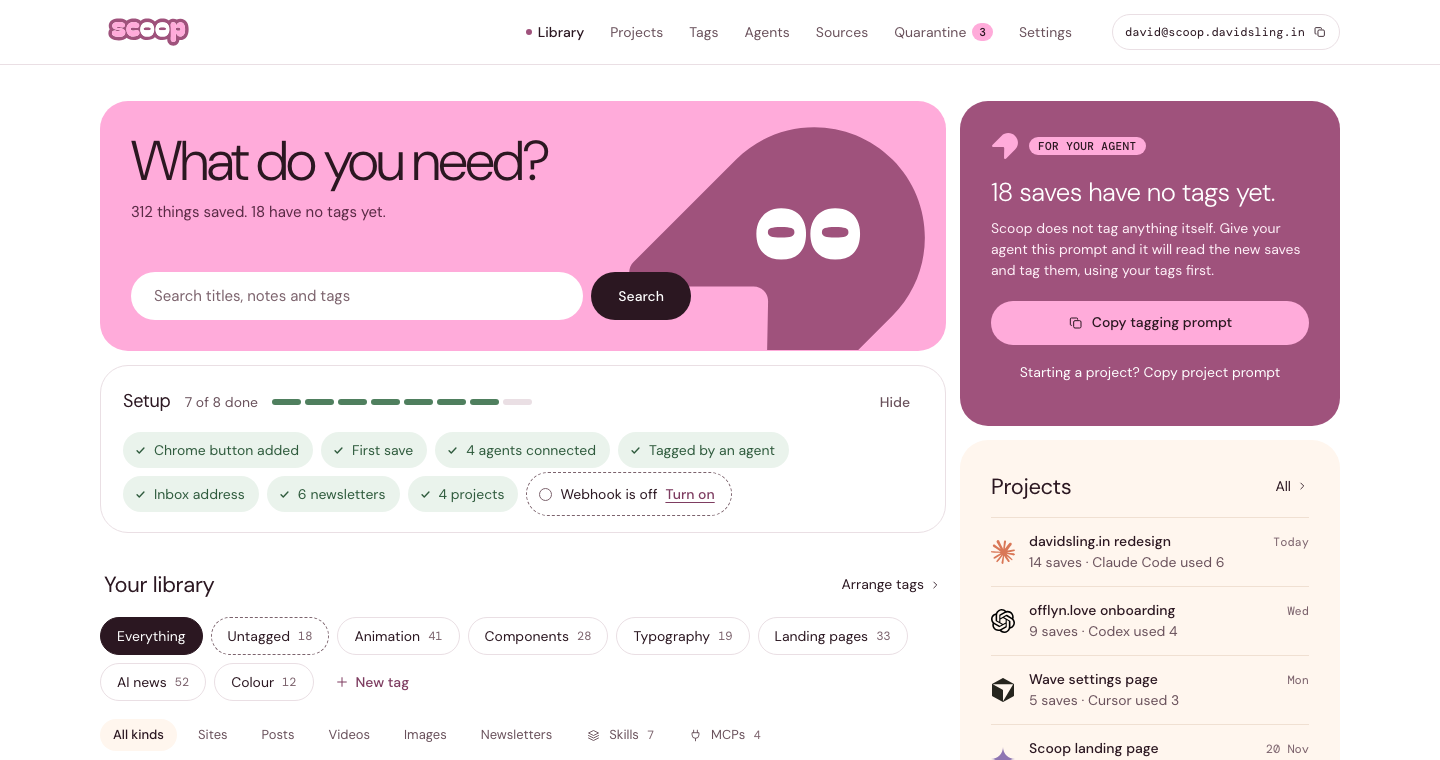 scoop
Library
Projects
Tags
Agents
Sources
Quarantine 3
Settings
david@scoop.davidsling.in
What do you need?
312 things saved. 18 have no tags yet.
Search titles, notes and tags
Search
FOR YOUR AGENT
18 saves have no tags yet.
Scoop does not tag anything itself. Give your
agent this prompt and it will read the new saves
and tag them, using your tags first.
Copy tagging prompt
Starting a project? Copy project prompt
Setup 7 of 8 done
Hide
Chrome button added
First save
4 agents connected
Tagged by an agent
Inbox address
6 newsletters
4 projects
Webhook is off Turn on
Your library
Arrange tags
Everything
Untagged 18
Animation 41
Components 28
Typography 19
Landing pages 33
AI news 52
Colour 12
New tag
All kinds
Sites
Posts
Videos
Images
Newsletters
Skills 7
MCPs 4
Projects
All
davidsling.in redesign
Today
14 saves · Claude Code used 6
offlyn.love onboarding
Wed
9 saves · Codex used 4
Wave settings page
Mon
5 saves · Cursor used 3
Scoop landing page
20 Nov